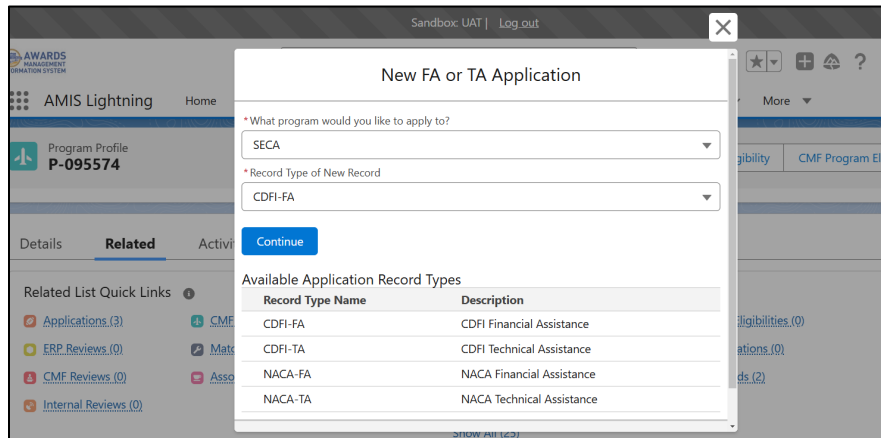 Sandbox: UAT | Log out
AWARDS
MANAGEMENT
ORMATION SYSTEM
AMIS Lightning Home More
Program Profile
P-095574
gibility CMF Program El
Details Related Activi
Related List Quick Links
Applications (3) CMF ligibilities (0)
ERP Reviews (0) Matc ations (0)
CMF Reviews (0) Asso ds (2)
Internal Reviews (0)
Show All (23)
New FA or TA Application
*What program would you like to apply to?
SECA
*Record Type of New Record
CDFI-FA
Continue
Available Application Record Types
Record Type Name Description
CDFI-FA CDFI Financial Assistance
CDFI-TA CDFI Technical Assistance
NACA-FA NACA Financial Assistance
NACA-TA NACA Technical Assistance